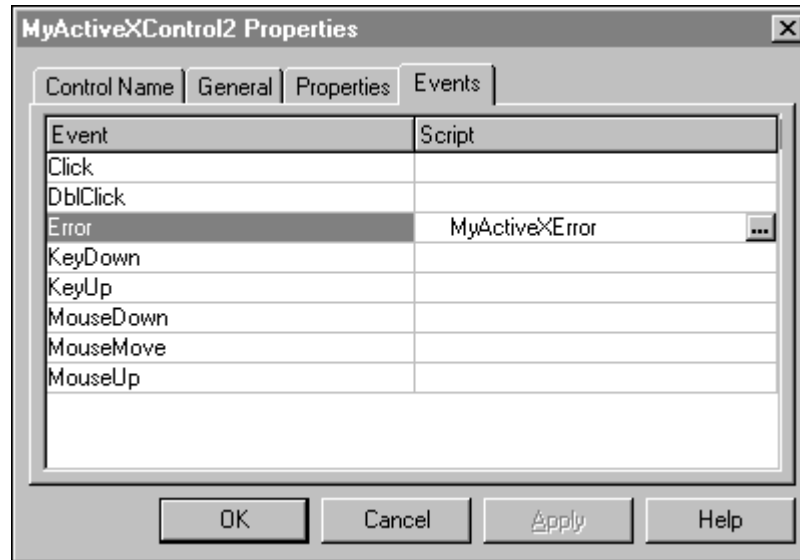 MyActiveXControl2 Properties
Control Name General Properties Events
Event Script
Click
DblClick
Error MyActiveXError ...
KeyDown
KeyUp
MouseDown
MouseMove
MouseUp
OK Cancel Apply Help